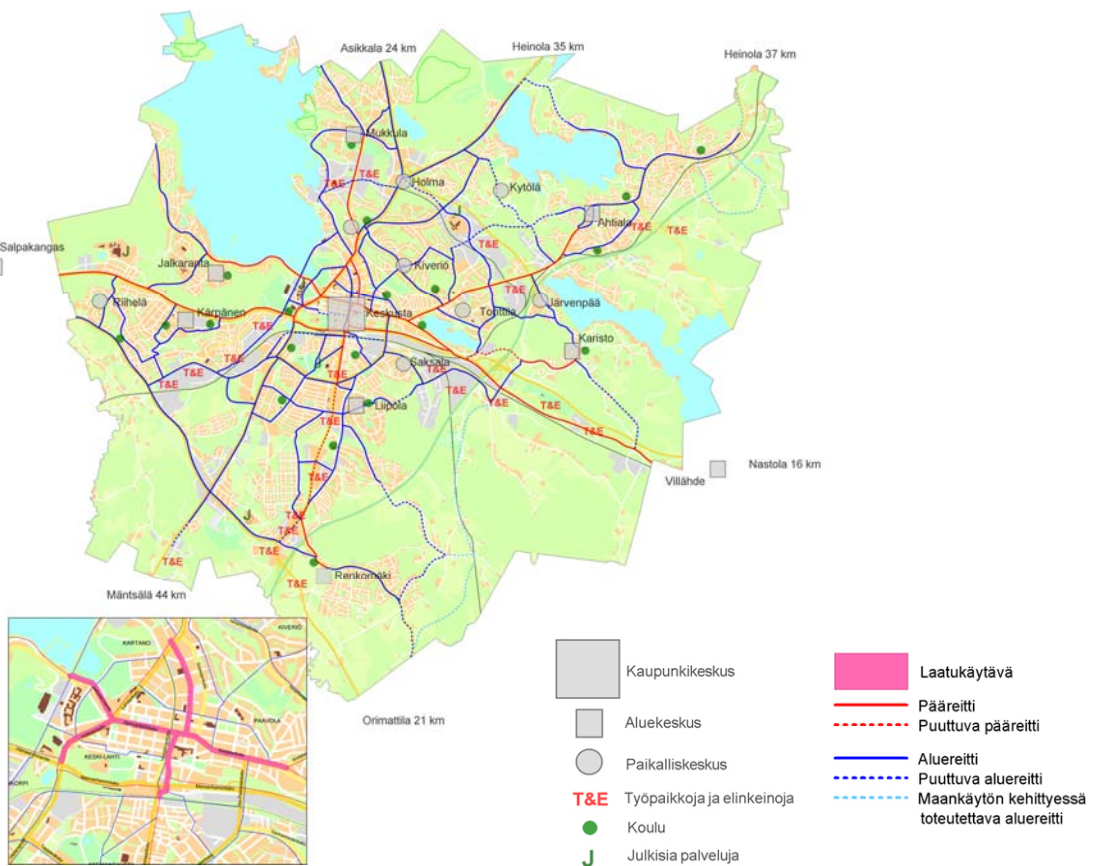 Asikkala 24 km
Heinola 35 km
Heinola 37 km
Mukkula
T&E
T&E
Holma
Kytölä
J
Ahtiala
T&E
T&E
T&E
Salpakangas
J
Jalkaranta
Kiveriö
T&E
Riihelä
Kärpänen
T&E
Keskusta
Tonttila
Järvenpää
Karisto
T&E
T&E
T&E
J
T&E
Saksala
T&E
T&E
T&E
T&E
T&E
Liipola
T&E
T&E
Villähde
Nastola 16 km
J
T&E
T&E
T&E
T&E
T&E
Renkomäki
Mäntsälä 44 km
Orimattila 21 km
KARTANO
KIVERIÖ
PAAVOLA
KESKI-LAHTI
Kaupunkikeskus
Aluekeskus
Paikalliskeskus
T&E Työpaikkoja ja elinkeinoja
Koulu
J Julkisia palveluja
Laatukäytävä
Pääreitti
Puuttuva pääreitti
Aluereitti
Puuttuva aluereitti
Maankäytön kehittyessä
toteutettava aluereitti